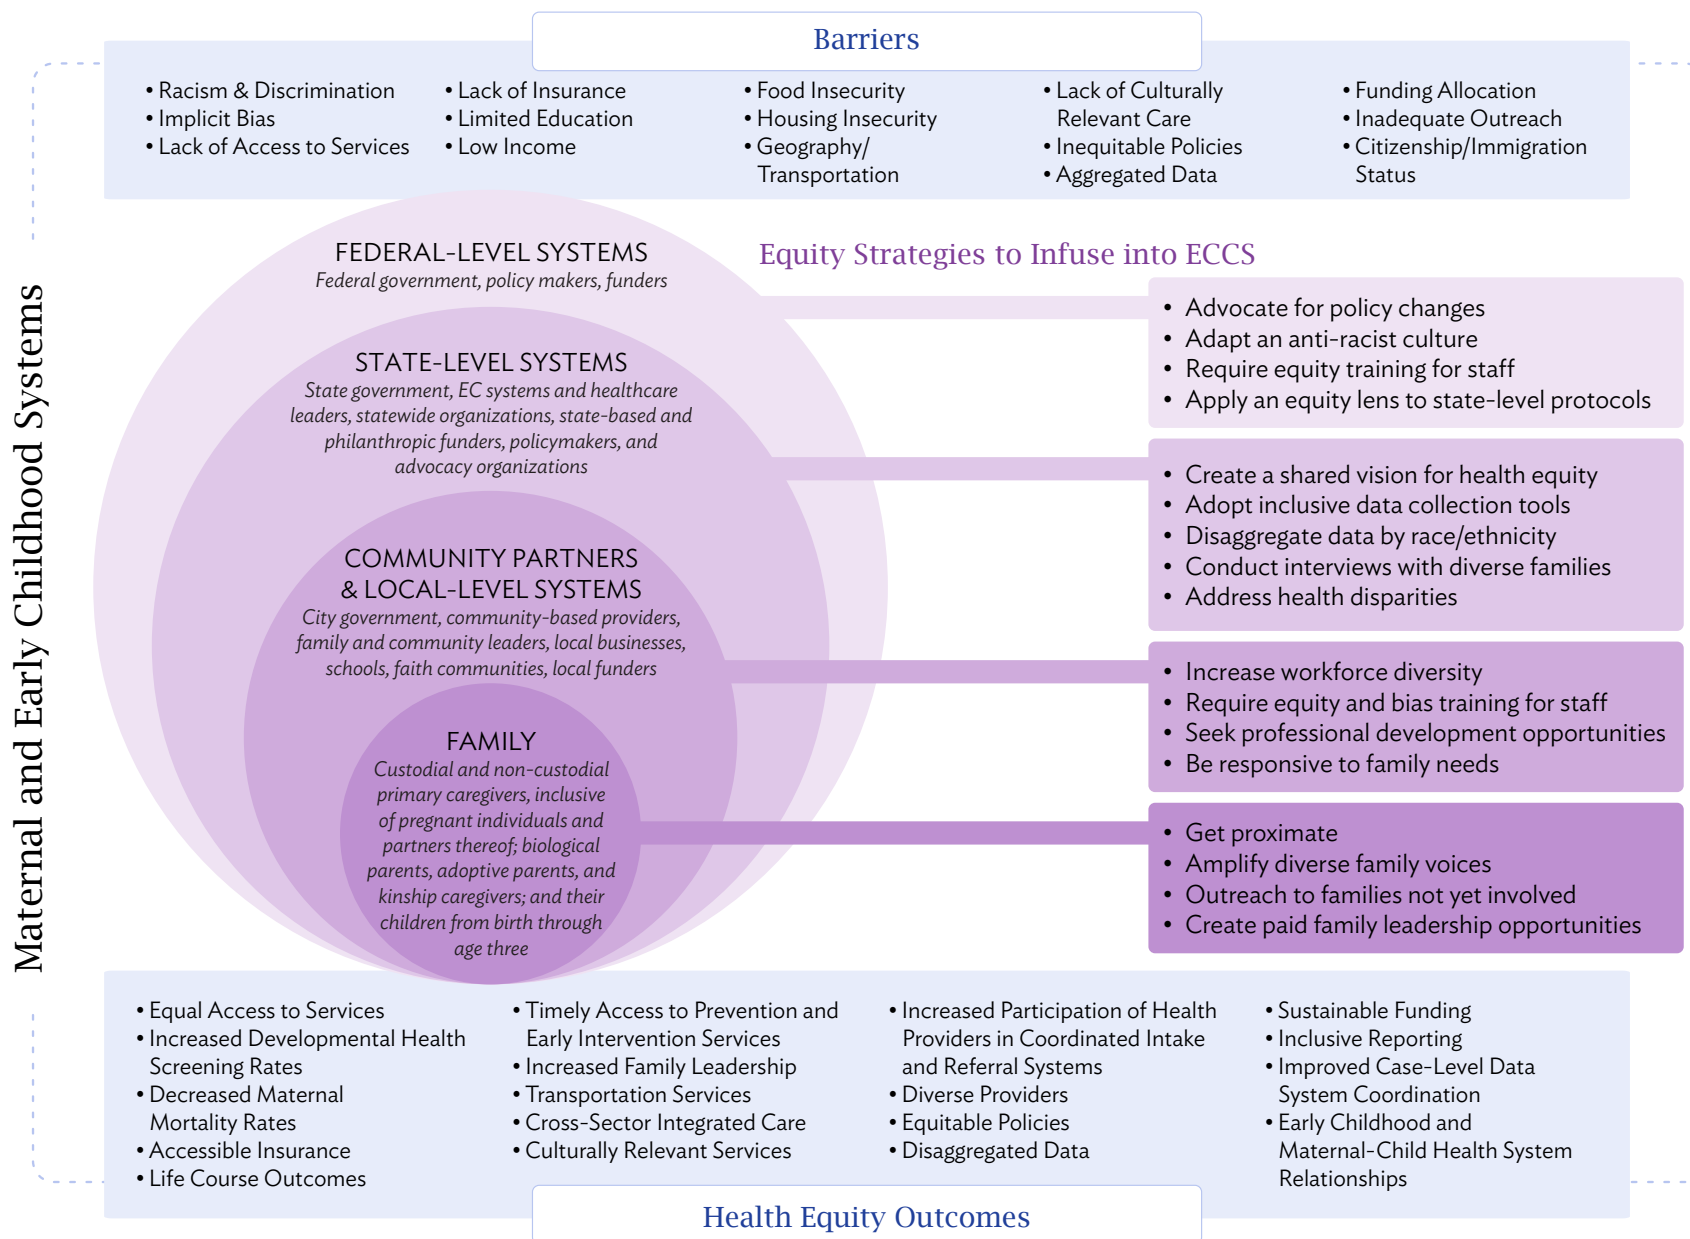 Barriers
• Racism & Discrimination
• Implicit Bias
• Lack of Access to Services
• Lack of Insurance
• Limited Education
• Low Income
• Food Insecurity
• Housing Insecurity
• Geography/
Transportation
• Lack of Culturally
Relevant Care
• Inequitable Policies
• Aggregated Data
• Funding Allocation
• Inadequate Outreach
• Citizenship/Immigration
Status
Maternal and Early Childhood Systems
FEDERAL-LEVEL SYSTEMS
Federal government, policy makers, funders
STATE-LEVEL SYSTEMS
State government, EC systems and healthcare
leaders, statewide organizations, state-based and
philanthropic funders, policymakers, and
advocacy organizations
COMMUNITY PARTNERS
& LOCAL-LEVEL SYSTEMS
City government, community-based providers,
family and community leaders, local businesses,
schools, faith communities, local funders
FAMILY
Custodial and non-custodial
primary caregivers, inclusive
of pregnant individuals and
partners thereof; biological
parents, adoptive parents, and
kinship caregivers; and their
children from birth through
age three
Equity Strategies to Infuse into ECCS
• Advocate for policy changes
• Adapt an anti-racist culture
• Require equity training for staff
• Apply an equity lens to state-level protocols
• Create a shared vision for health equity
• Adopt inclusive data collection tools
• Disaggregate data by race/ethnicity
• Conduct interviews with diverse families
• Address health disparities
• Increase workforce diversity
• Require equity and bias training for staff
• Seek professional development opportunities
• Be responsive to family needs
• Get proximate
• Amplify diverse family voices
• Outreach to families not yet involved
• Create paid family leadership opportunities
• Equal Access to Services
• Increased Developmental Health
Screening Rates
• Decreased Maternal
Mortality Rates
• Accessible Insurance
• Life Course Outcomes
• Timely Access to Prevention and
Early Intervention Services
• Increased Family Leadership
• Transportation Services
• Cross-Sector Integrated Care
• Culturally Relevant Services
• Increased Participation of Health
Providers in Coordinated Intake
and Referral Systems
• Diverse Providers
• Equitable Policies
• Disaggregated Data
• Sustainable Funding
• Inclusive Reporting
• Improved Case-Level Data
System Coordination
• Early Childhood and
Maternal-Child Health System
Relationships
Health Equity Outcomes